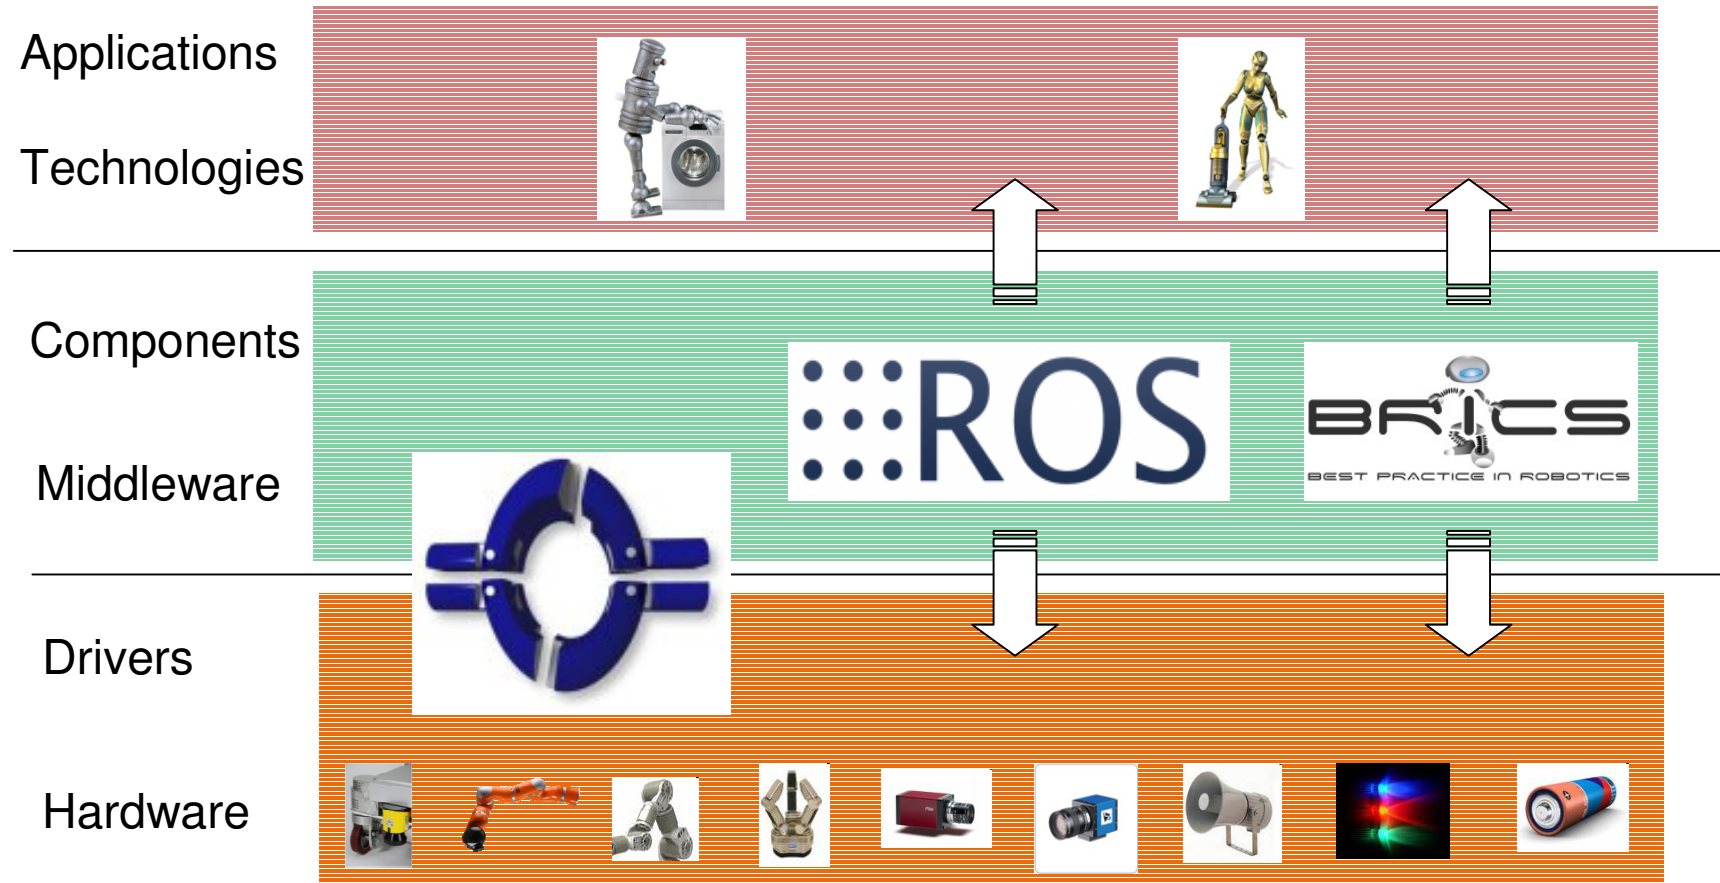 Applications
Technologies
Components
ROS
BRICS
BEST PRACTICE IN ROBOTICS
Middleware
Drivers
Hardware